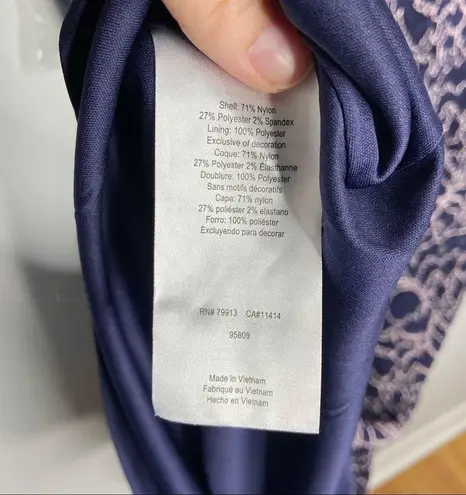 Shell: 71% Nylon
27% Polyester 2% Spandex
Lining: 100% Polyester
Exclusive of decoration
Coque: 71% Nylon
27% Polyester 2% Élasthanne
Doublure: 100% Polyester
Sans motifs décoratifs
Capa: 71% nylon
27% poliéster 2% elastano
Forro: 100% poliéster
Excluyendo para decorar
RN# 79913 CA#11414
95809
Made in Vietnam
Fabriqué au Vietnam
Hecho en Vietnam